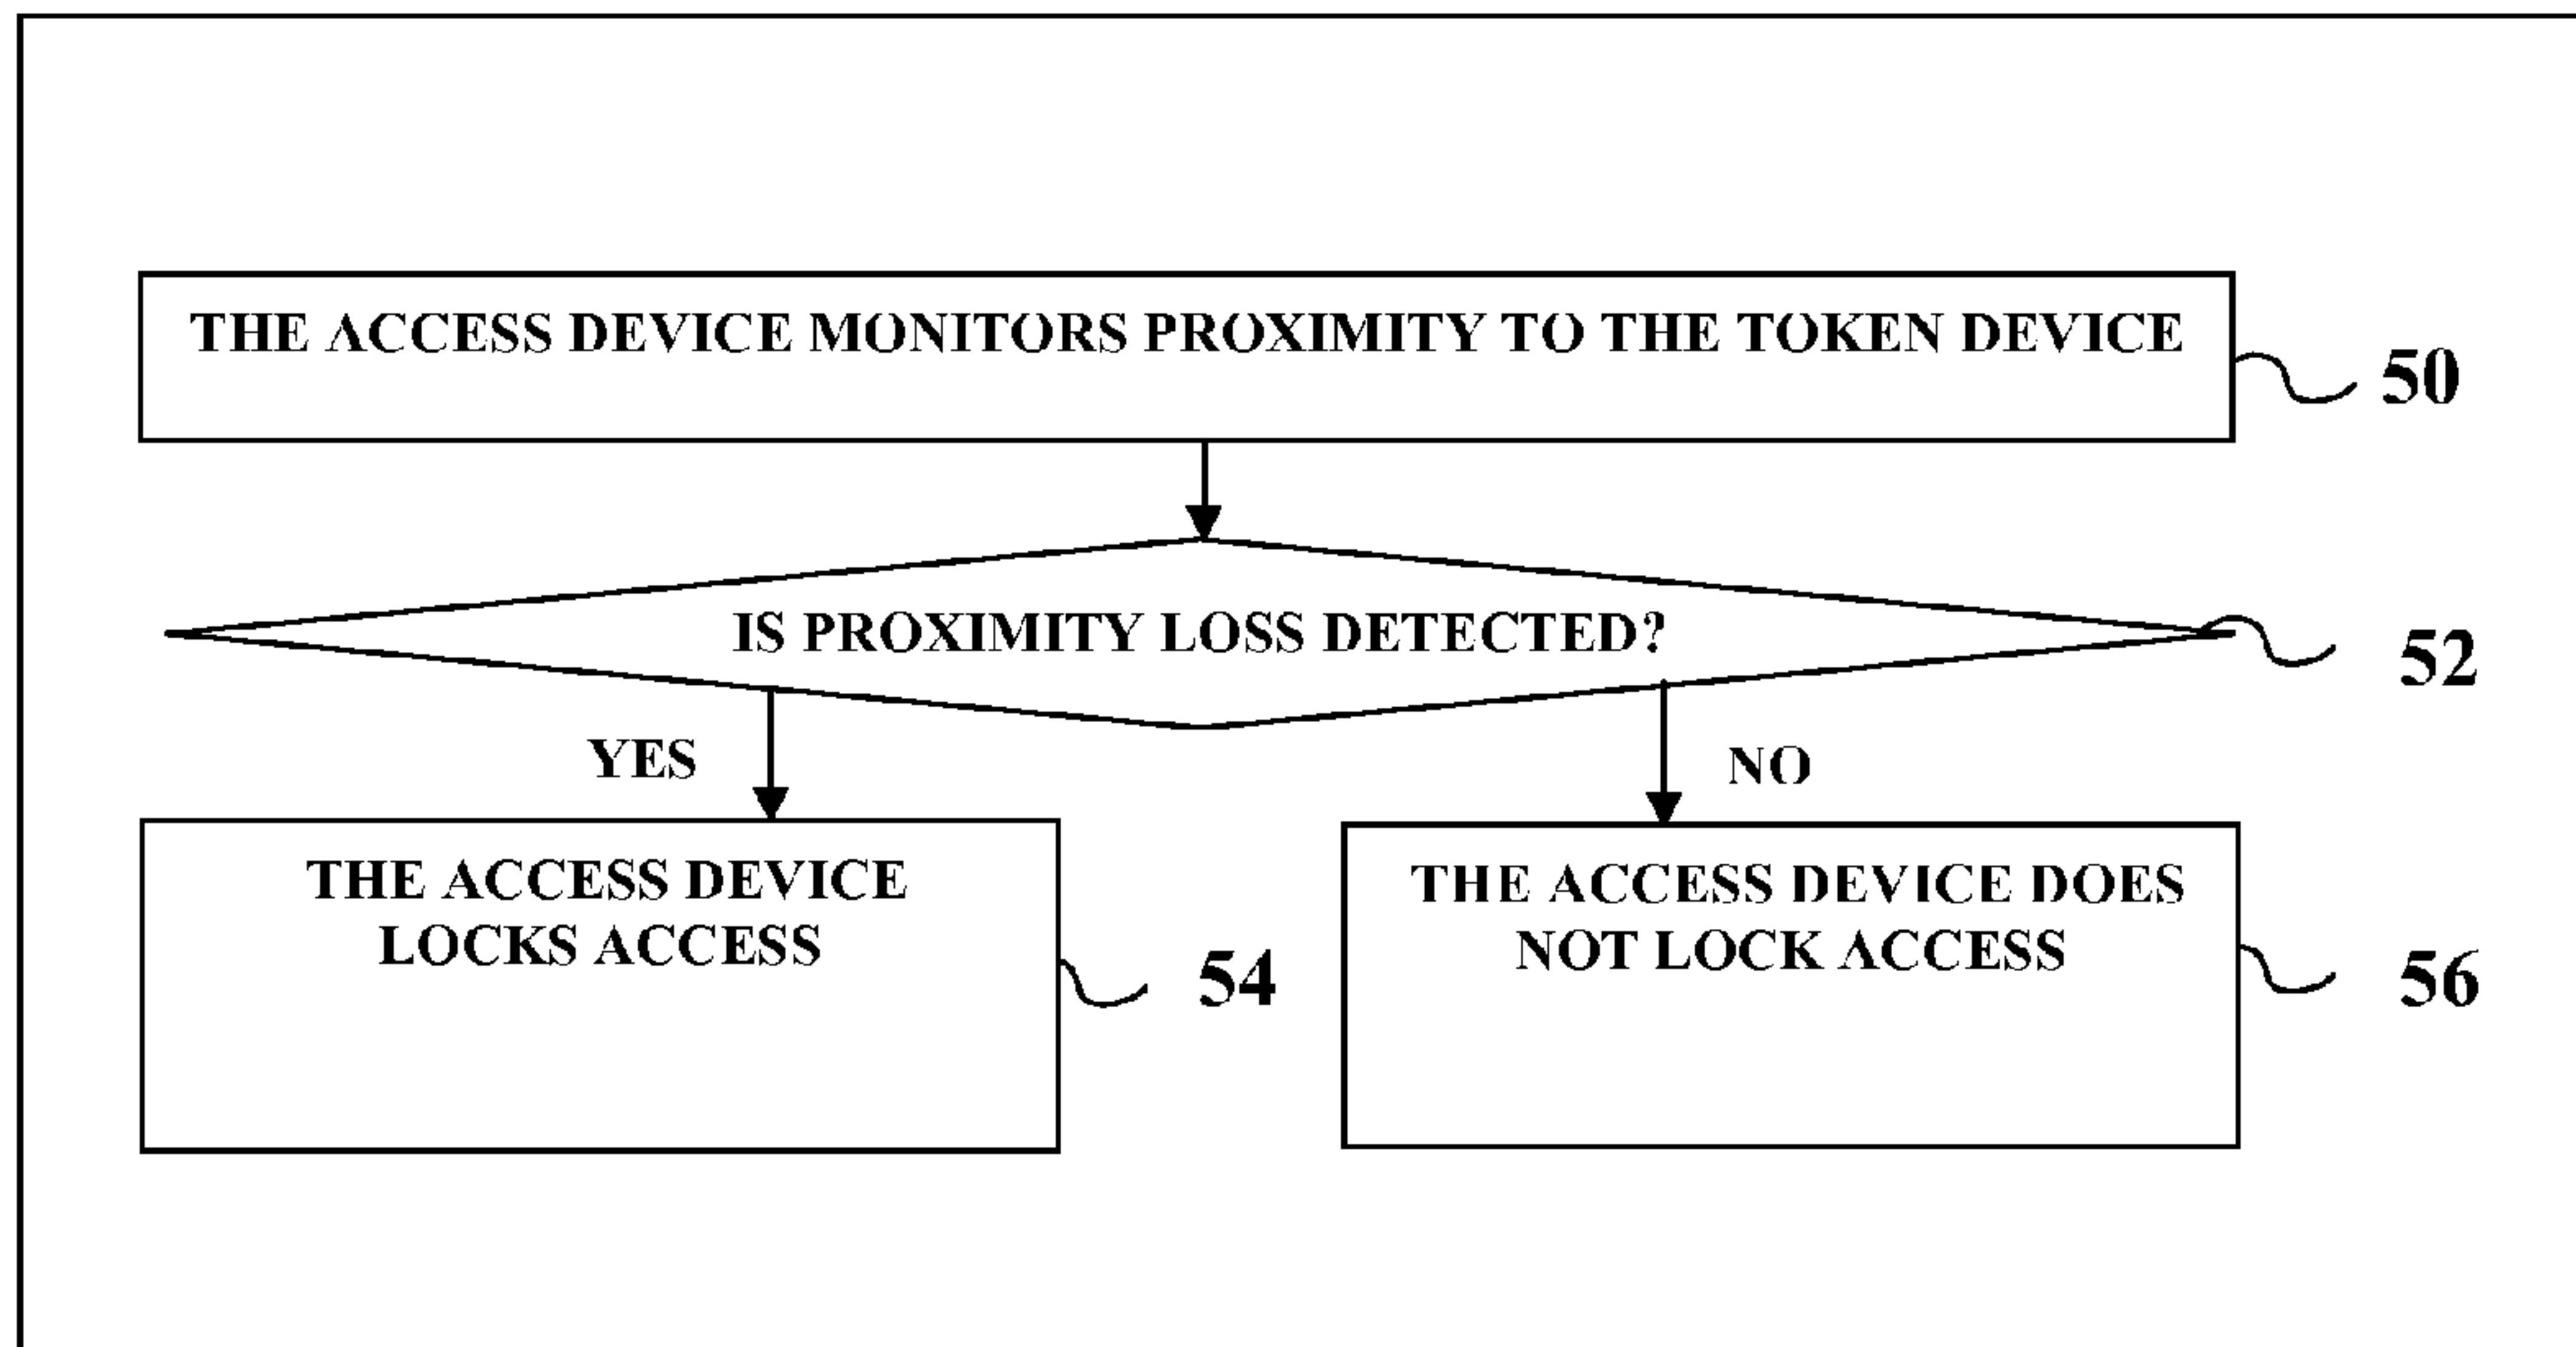 THE ACCESS DEVICE MONITORS PROXIMITY TO THE TOKEN DEVICE
50
IS PROXIMITY LOSS DETECTED?
52
YES
NO
THE ACCESS DEVICE
LOCKS ACCESS
54
THE ACCESS DEVICE DOES
NOT LOCK ACCESS
56